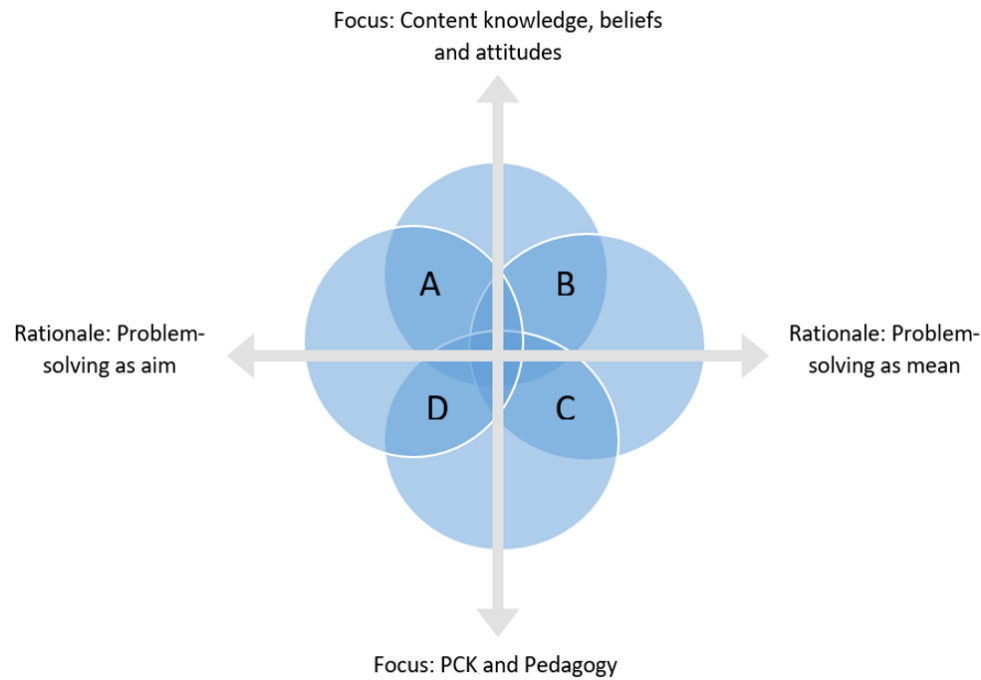 Focus: Content knowledge, beliefs
and attitudes
A
B
Rationale: Problem-
solving as aim
Rationale: Problem-
solving as mean
D
C
Focus: PCK and Pedagogy